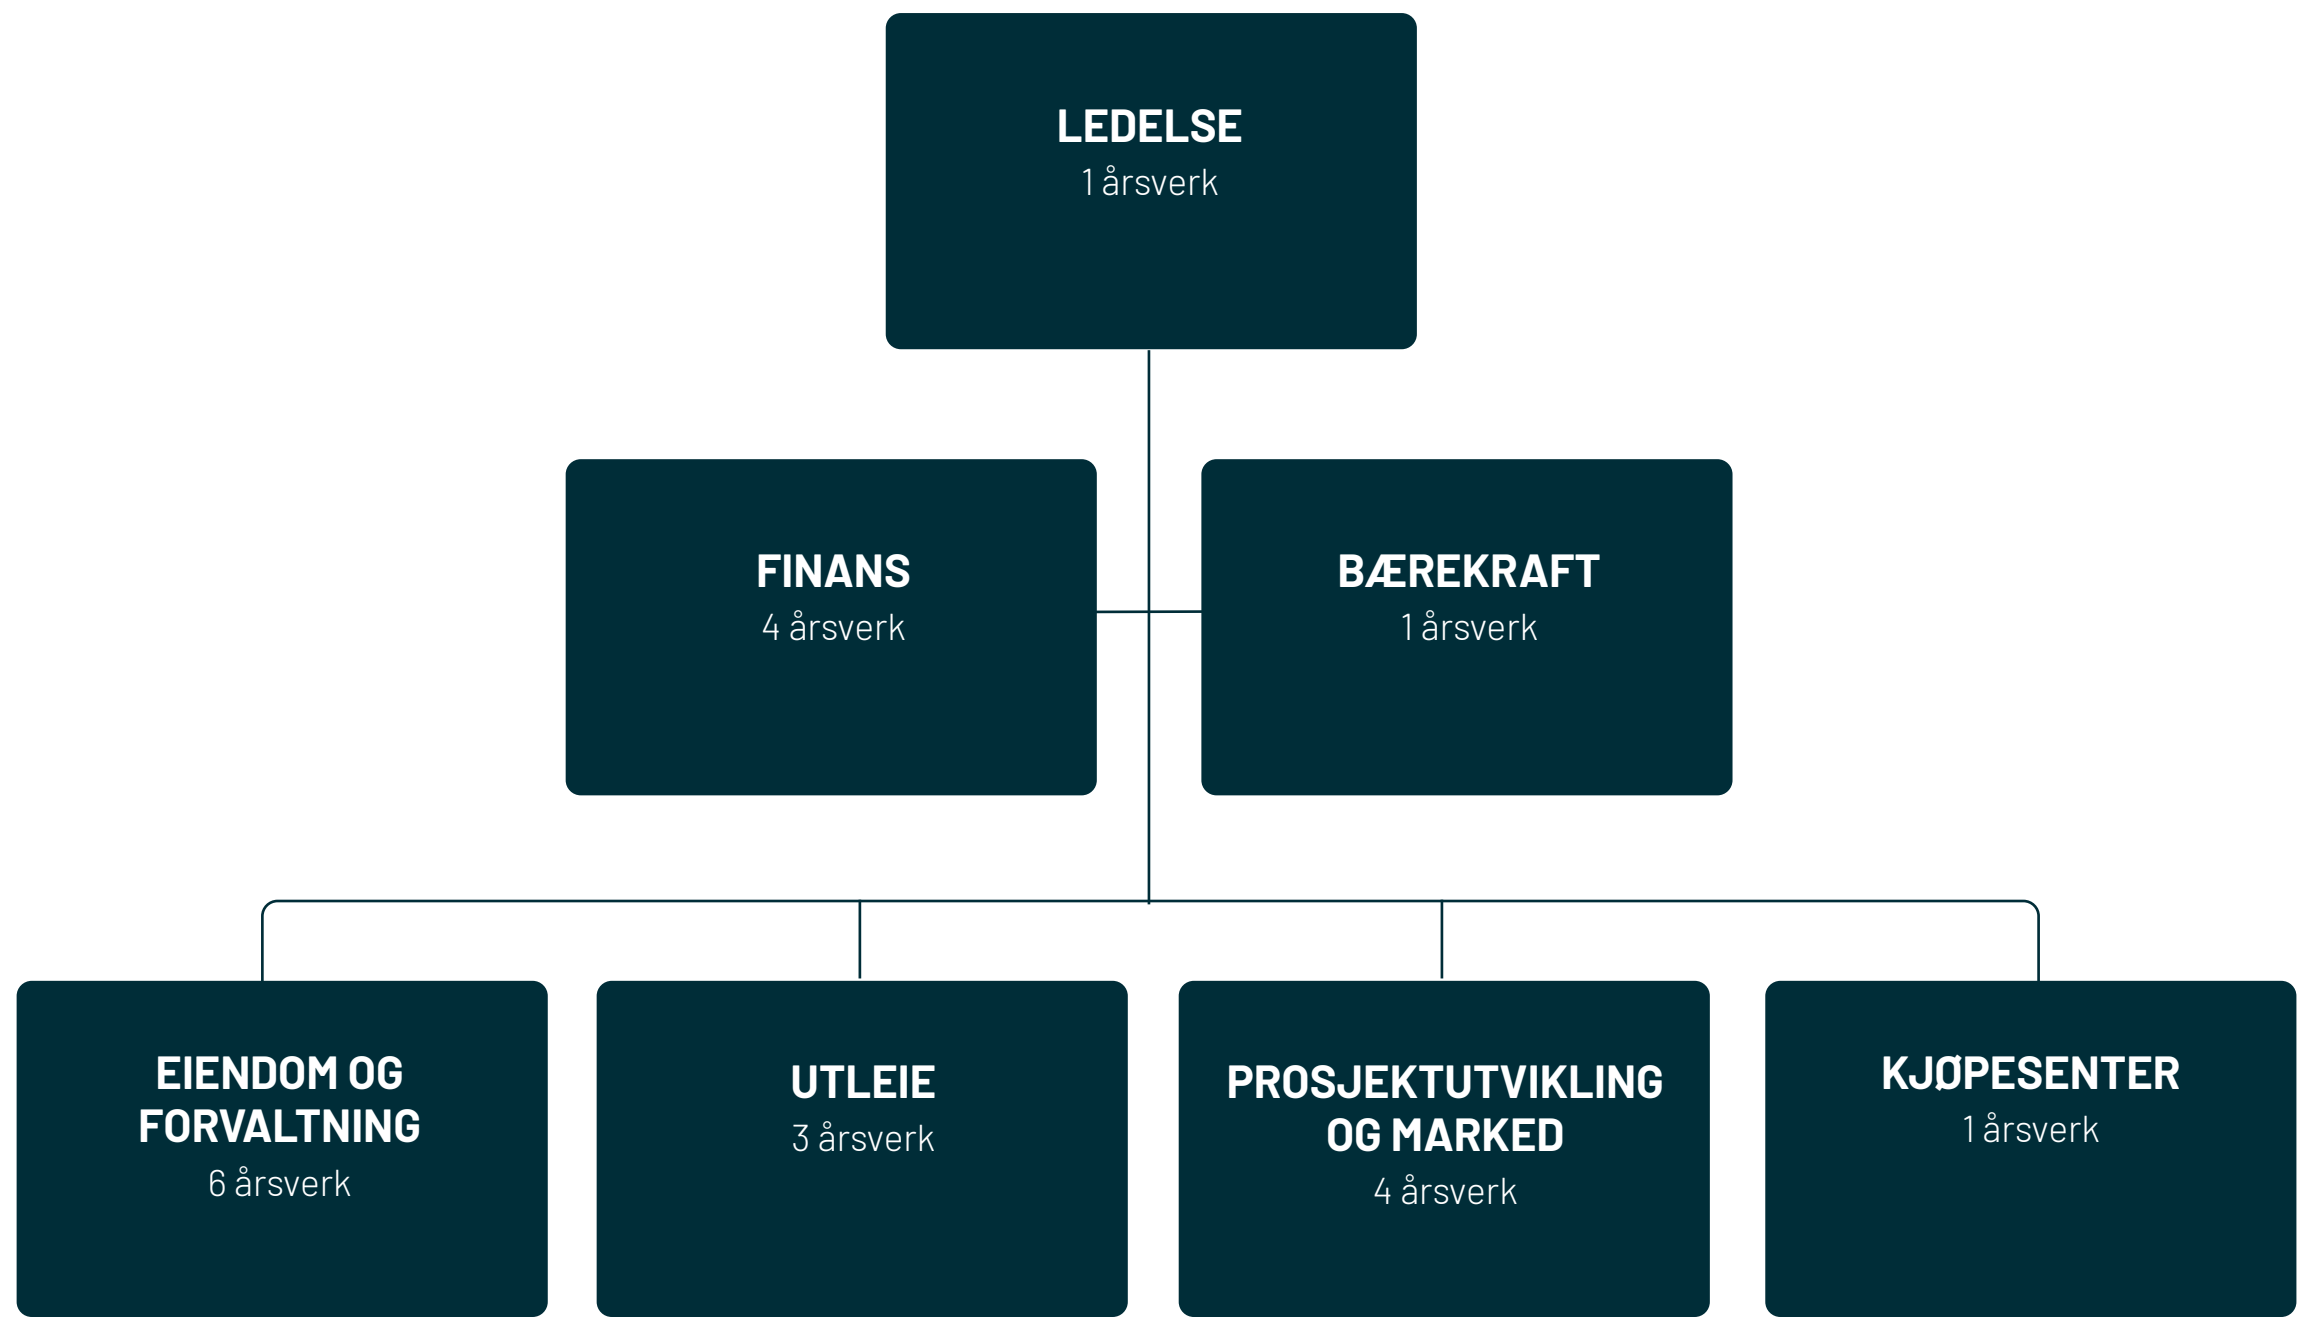 LEDELSE
1 årsverk
FINANS
4 årsverk
BÆREKRAFT
1 årsverk
EIENDOM OG
FORVALTNING
6 årsverk
UTLEIE
3 årsverk
PROSJEKTUTVIKLING
OG MARKED
4 årsverk
KJØPESENTER
1 årsverk